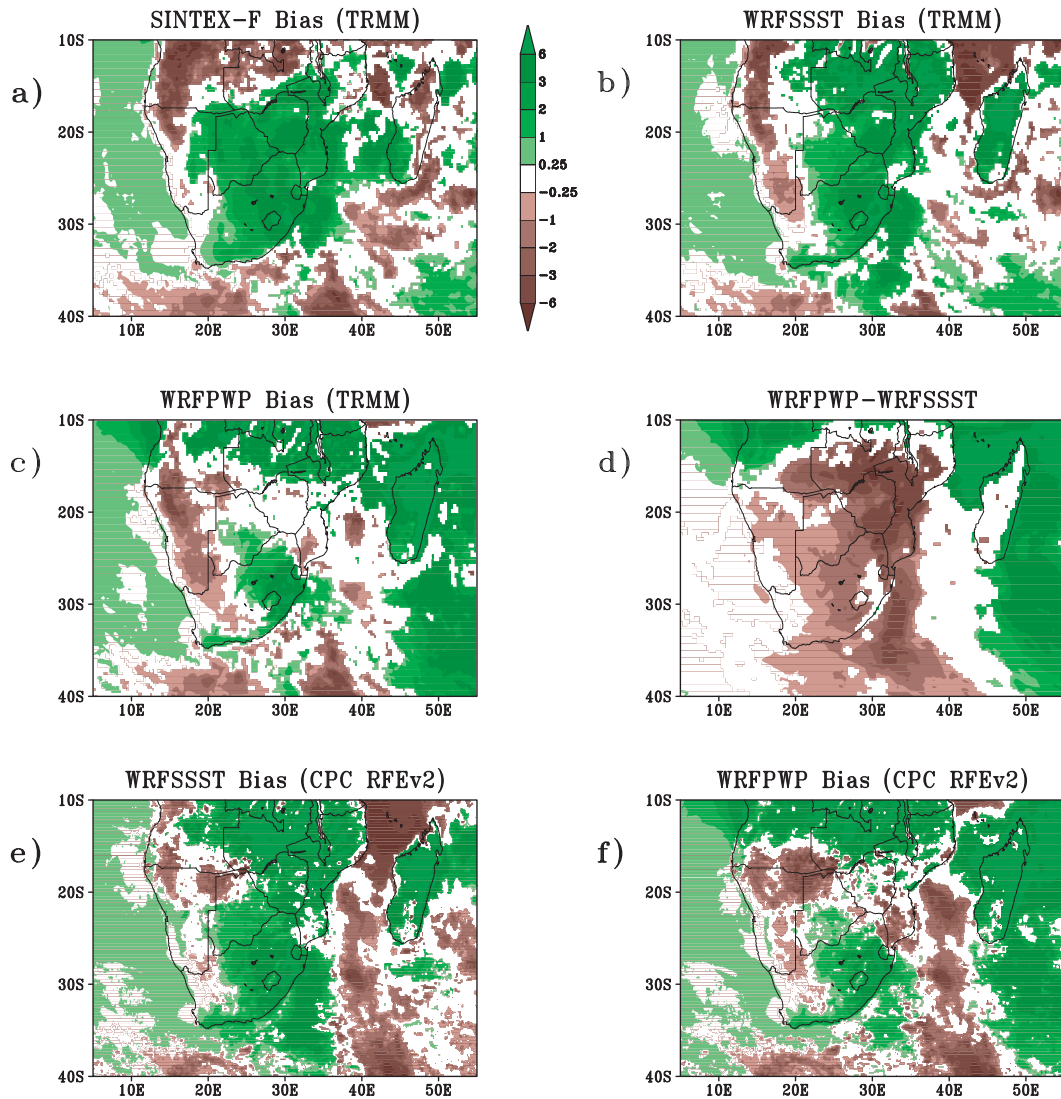 SINTEX-F Bias (TRMM)
WRFSSST Bias (TRMM)
a)
b)
10S
20S
30S
40S
10E 20E 30E 40E 50E
6
3
2
1
0.25
-0.25
-1
-2
-3
-6
10S
20S
30S
40S
10E 20E 30E 40E 50E
WRFPWP Bias (TRMM)
WRFPWP-WRFSSST
c)
d)
10S
20S
30S
40S
10E 20E 30E 40E 50E
10S
20S
30S
40S
10E 20E 30E 40E 50E
WRFSSST Bias (CPC RFEv2)
WRFPWP Bias (CPC RFEv2)
e)
f)
10S
20S
30S
40S
10E 20E 30E 40E 50E
10S
20S
30S
40S
10E 20E 30E 40E 50E